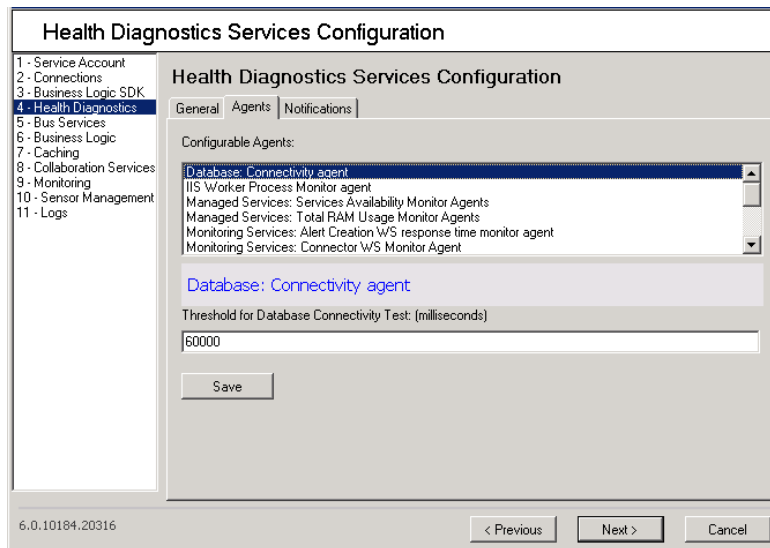 Health Diagnostics Services Configuration
1 - Service Account
2 - Connections
3 - Business Logic SDK
4 - Health Diagnostics
5 - Bus Services
6 - Business Logic
7 - Caching
8 - Collaboration Services
9 - Monitoring
10 - Sensor Management
11 - Logs
Health Diagnostics Services Configuration
General Agents Notifications
Configurable Agents:
Database: Connectivity agent
IIS Worker Process Monitor agent
Managed Services: Services Availability Monitor Agents
Managed Services: Total RAM Usage Monitor Agents
Monitoring Services: Alert Creation WS response time monitor agent
Monitoring Services: Connector WS Monitor Agent
Database: Connectivity agent
Threshold for Database Connectivity Test: (milliseconds)
60000
Save
6.0.10184.20316
< Previous Next > Cancel